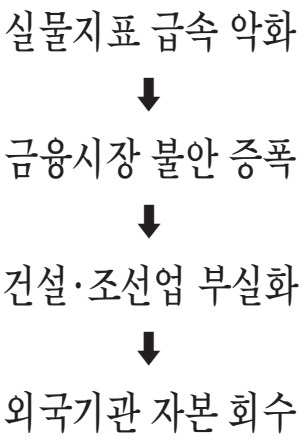 실물지표 급속 악화
금융시장 불안 증폭
건설·조선업 부실화
외국기관 자본 회수